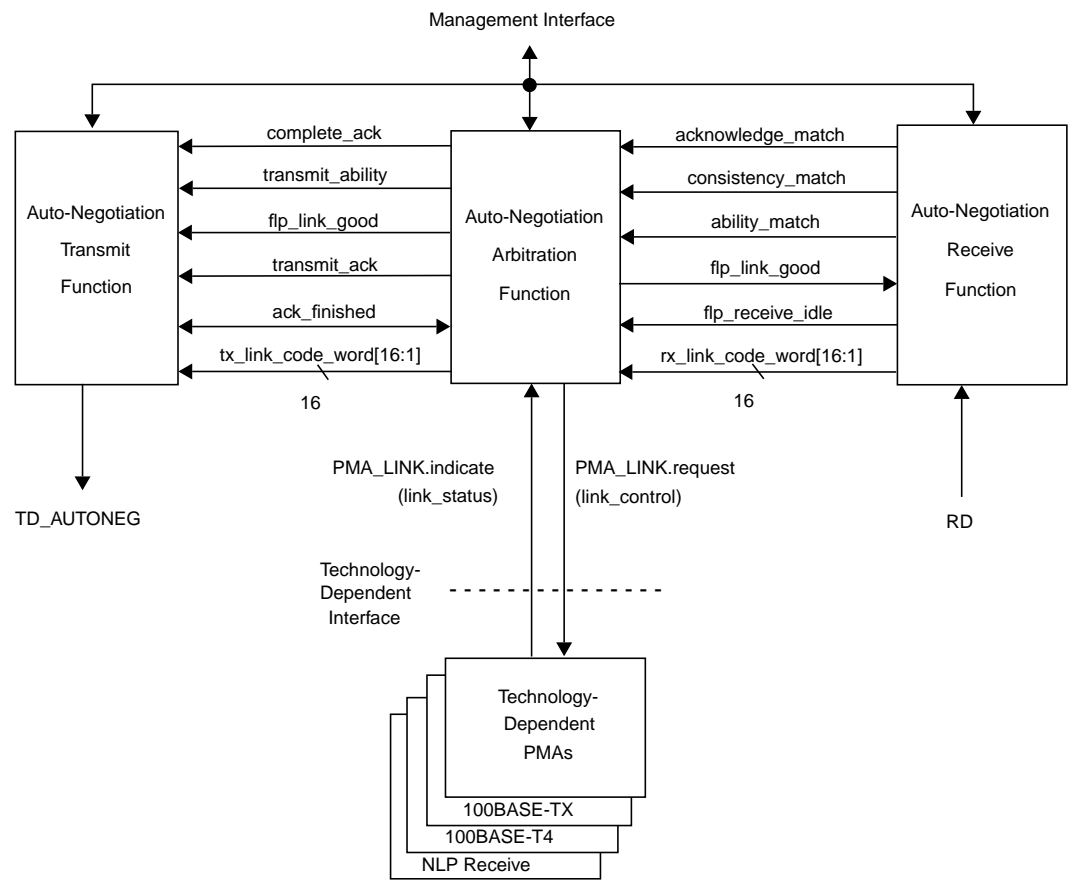 Management Interface
complete_ack
transmit_ability
flp_link_good
transmit_ack
ack_finished
tx_link_code_word[16:1]
16
acknowledge_match
consistency_match
ability_match
flp_link_good
flp_receive_idle
rx_link_code_word[16:1]
16
Auto-Negotiation
Transmit
Function
Auto-Negotiation
Arbitration
Function
Auto-Negotiation
Receive
Function
PMA_LINK.indicate
(link_status)
PMA_LINK.request
(link_control)
TD_AUTONEG
RD
Technology-
Dependent
Interface
Technology-
Dependent
PMAs
100BASE-TX
100BASE-T4
NLP Receive